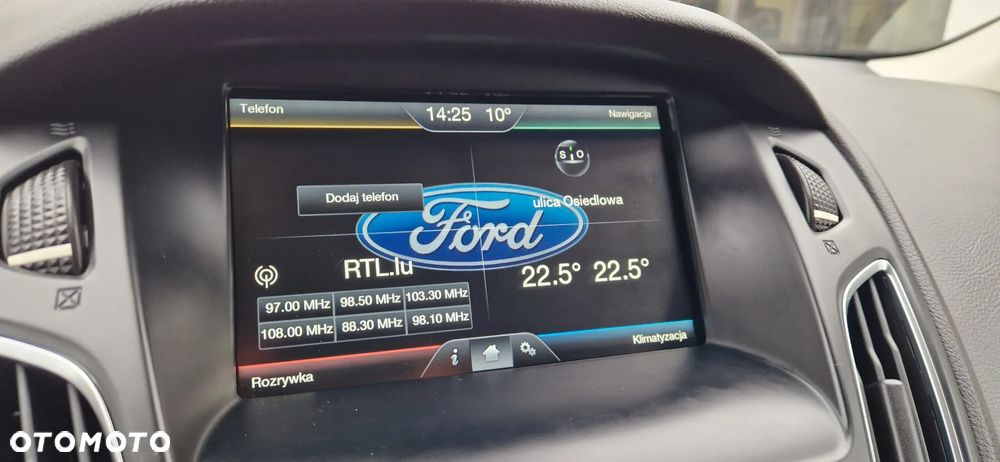 Telefon
14:25 10°
Nawigacja
S O
Dodaj telefon
ulica Osiedlowa
Ford
RTL.lu
22.5° 22.5°
97.00 MHz 98.50 MHz 103.30 MHz
108.00 MHz 88.30 MHz 98.10 MHz
i
Klimatyzacja
Rozrywka
OTOMOTO